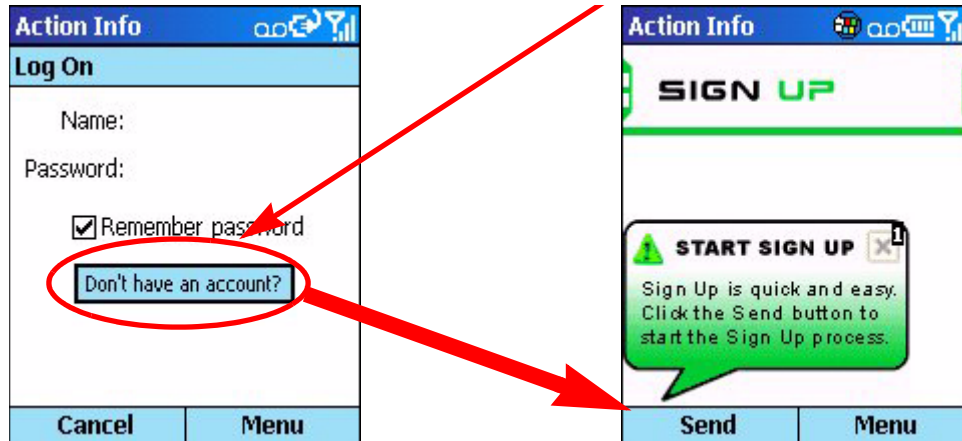 Action Info
Log On
Name:
Password:
Remember password
Don't have an account?
Cancel Menu
Action Info
SIGN UP
1
START SIGN UP
Sign Up is quick and easy.
Click the Send button to
start the Sign Up process.
Send Menu